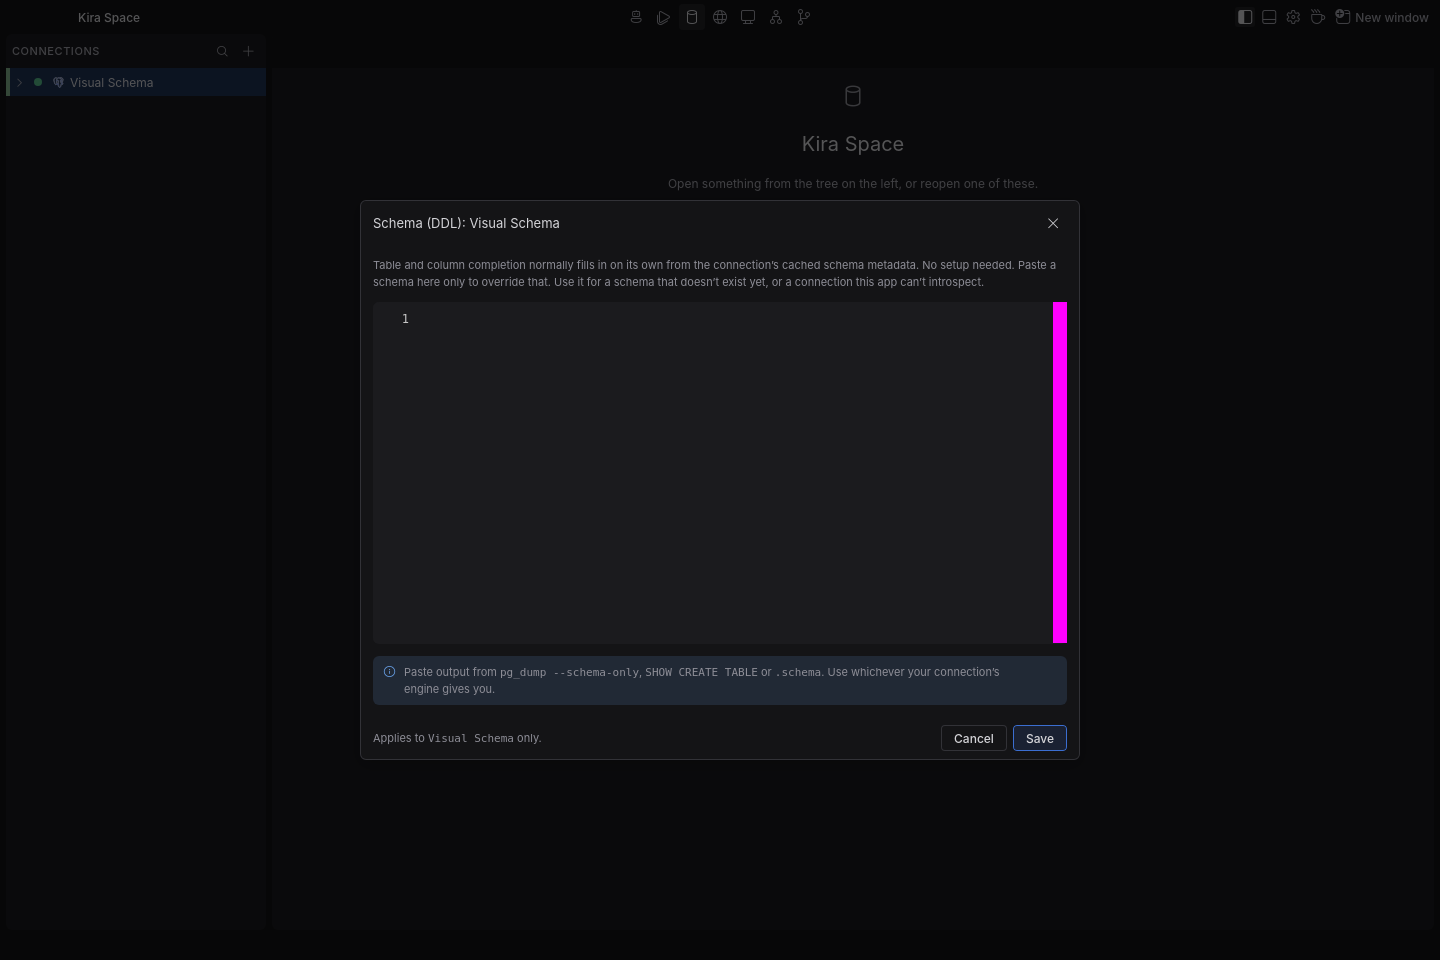 Kira Space
New window
CONNECTIONS
Visual Schema
Kira Space
Open something from the tree on the left, or reopen one of these.
Schema (DDL): Visual Schema
Table and column completion normally fills in on its own from the connection's cached schema metadata. No setup needed. Paste a
schema here only to override that. Use it for a schema that doesn't exist yet, or a connection this app can't introspect.
1
Paste output from pg_dump --schema-only, SHOW CREATE TABLE or .schema. Use whichever your connection's
engine gives you.
Applies to Visual Schema only.
Cancel
Save